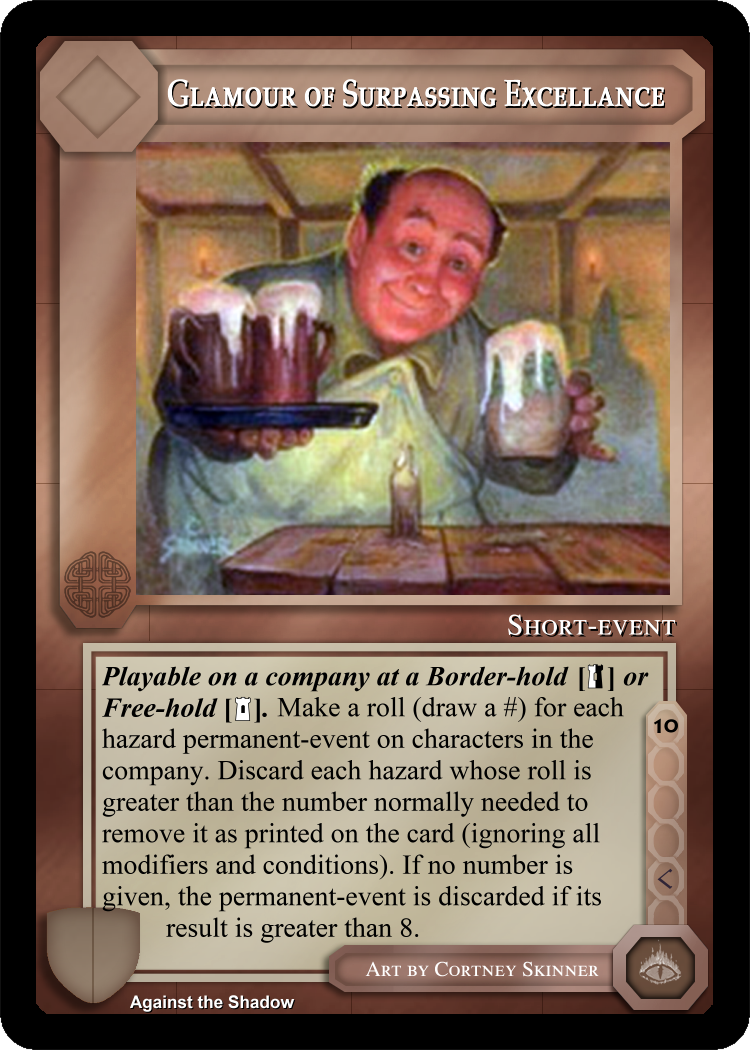 Glamour of Surpassing Excellance
Short-event
Playable on a company at a Border-hold [] or
Free-hold []. Make a roll (draw a #) for each
hazard permanent-event on characters in the
company. Discard each hazard whose roll is
greater than the number normally needed to
remove it as printed on the card (ignoring all
modifiers and conditions). If no number is
given, the permanent-event is discarded if its
result is greater than 8.
10
Art by Cortney Skinner
Against the Shadow